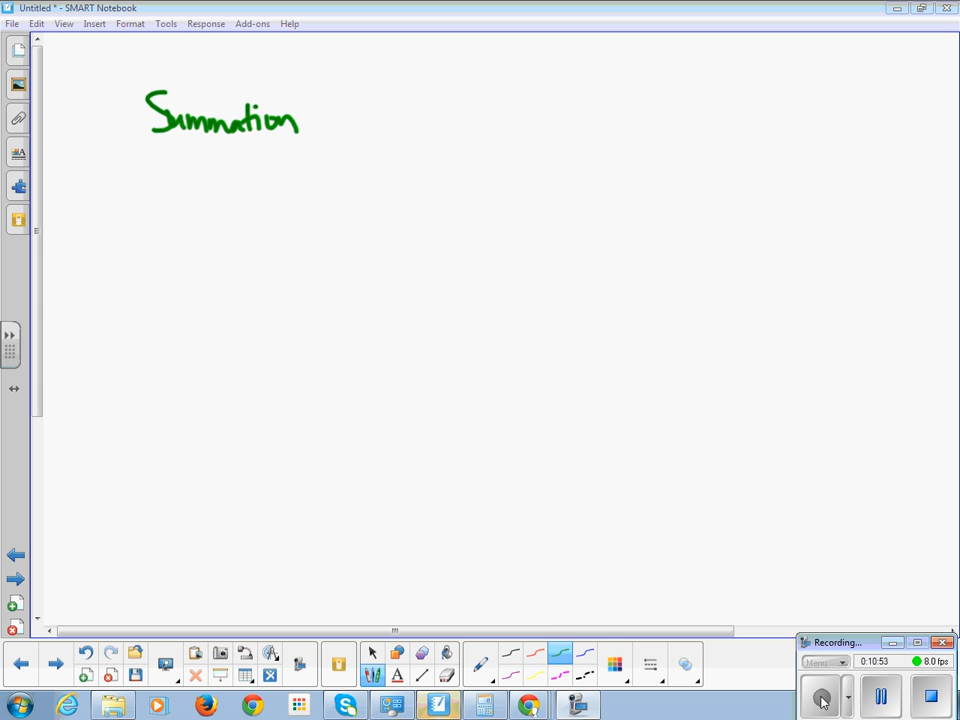 Untitled * - SMART Notebook
File Edit View Insert Format Tools Response Add-ons Help
Summation
Recording...
Menu 0:10:53 8.0 fps